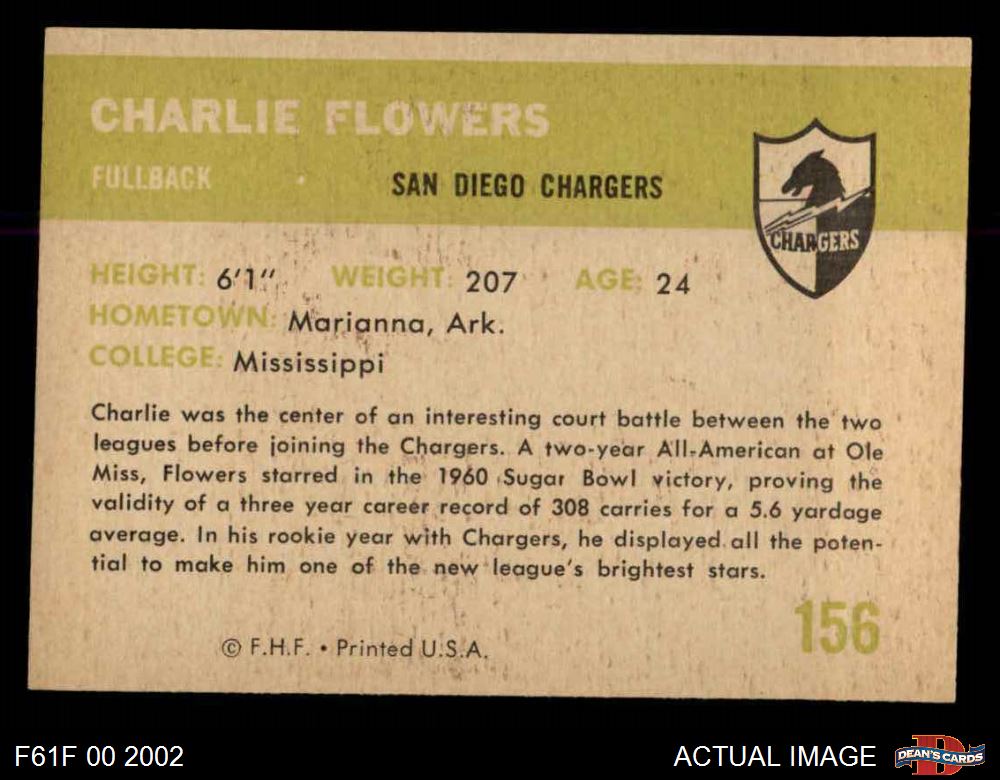 CHARLIE FLOWERS
FULLBACK
SAN DIEGO CHARGERS
CHARGERS
HEIGHT: 6'1" WEIGHT: 207 AGE: 24
HOMETOWN: Marianna, Ark.
COLLEGE: Mississippi
Charlie was the center of an interesting court battle between the two
leagues before joining the Chargers. A two-year All-American at Ole
Miss, Flowers starred in the 1960 Sugar Bowl victory, proving the
validity of a three year career record of 308 carries for a 5.6 yardage
average. In his rookie year with Chargers, he displayed all the poten-
tial to make him one of the new league's brightest stars.
156
© F.H.F. • Printed U.S.A.
F61F 00 2002
ACTUAL IMAGE
D
DEAN'S CARDS